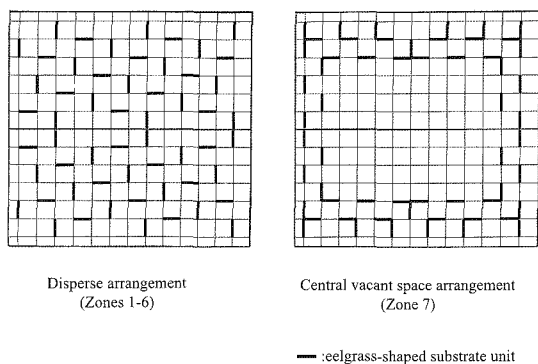 Disperse arrangement
(Zones 1-6)
Central vacant space arrangement
(Zone 7)
:eelgrass-shaped substrate unit